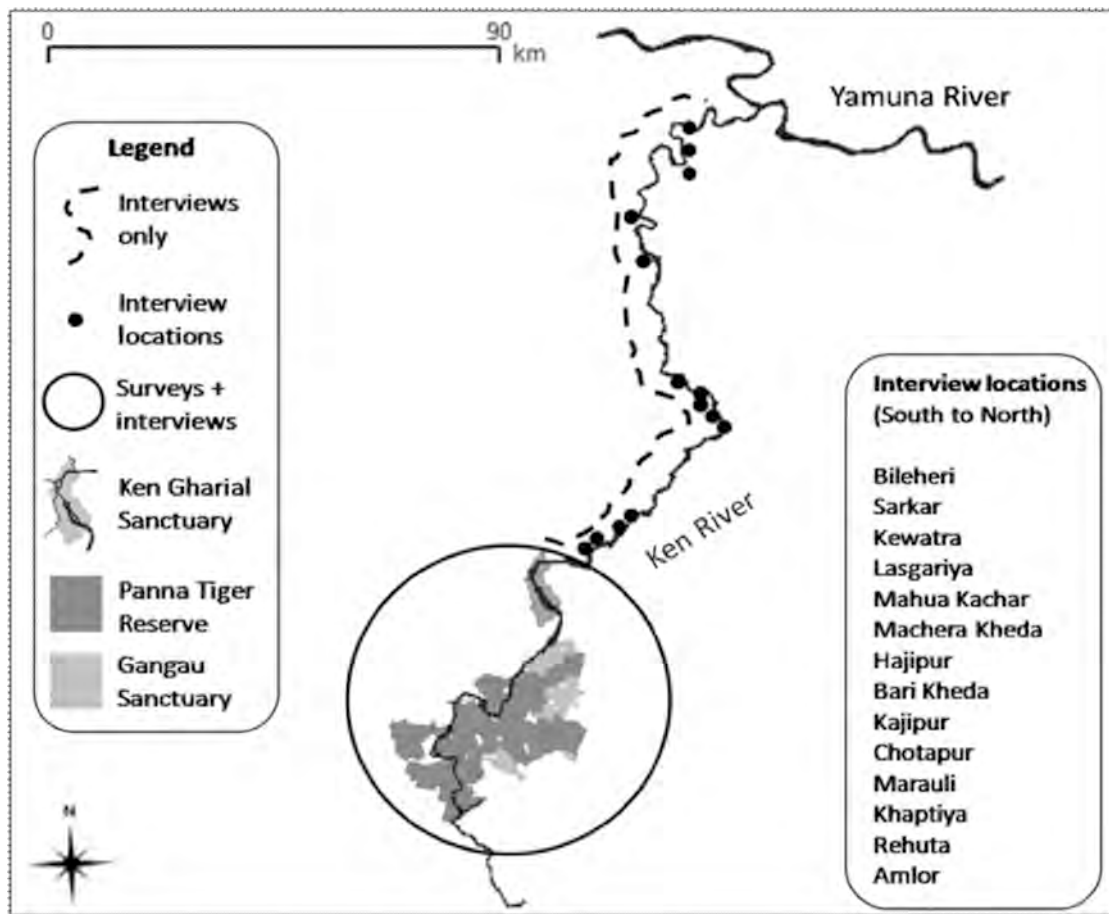 0
90
km
Yamuna River
Legend
Interviews
only
Interview
locations
Surveys +
interviews
Ken Gharial
Sanctuary
Panna Tiger
Reserve
Gangau
Sanctuary
N
Ken River
Interview locations
(South to North)
Bileheri
Sarkar
Kewatra
Lasgariya
Mahua Kachar
Machera Kheda
Hajipur
Bari Kheda
Kajipur
Chotapur
Marauli
Khaptiya
Rehuta
Amlor